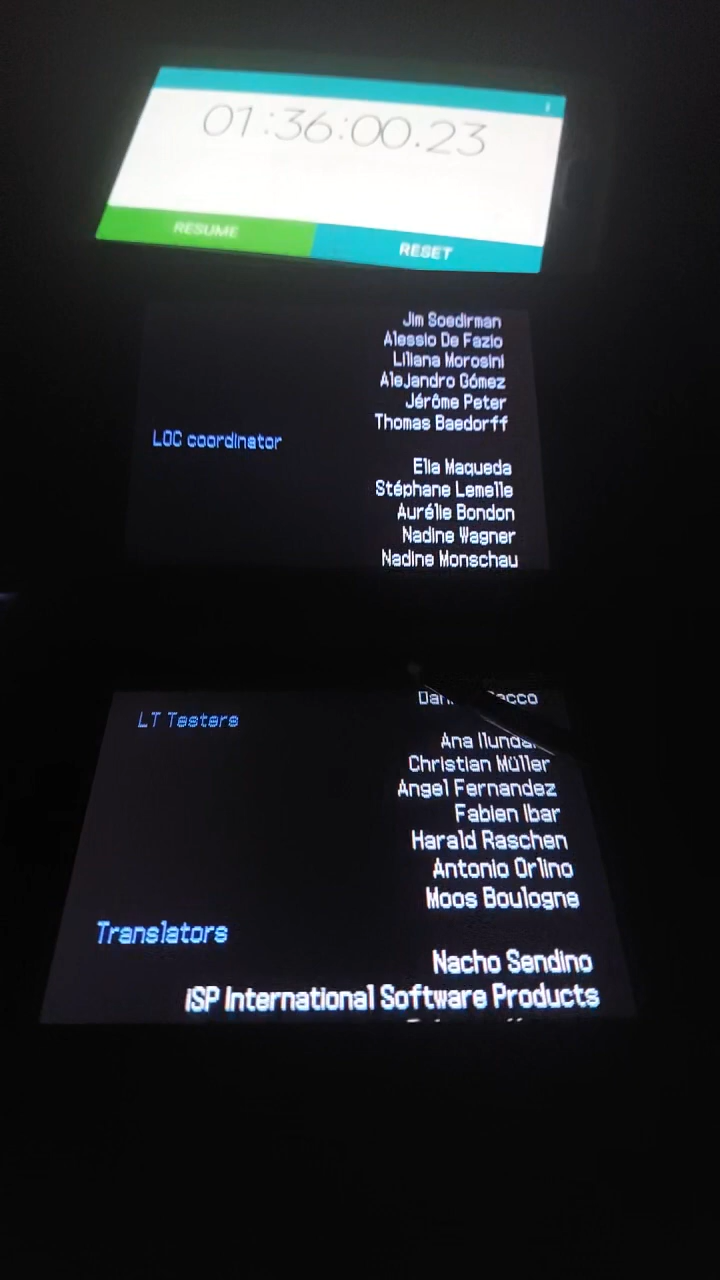 01:36:00.23
RESUME
RESET
Jim Soedirman
Alessio De Fazio
Liliana Morosini
Alejandro Gómez
Jérôme Peter
Thomas Baedorff
LOC coordinator
Ella Maqueda
Stéphane Lemelle
Aurélie Bondon
Nadine Wagner
Nadine Monschau
LT Testers
Ana
Christian Müller
Angel Fernandez
Fabien Ibar
Harald Raschen
Antonio Orlino
Moos Boulogne
Translators
Nacho Sendino
iSP International Software Products